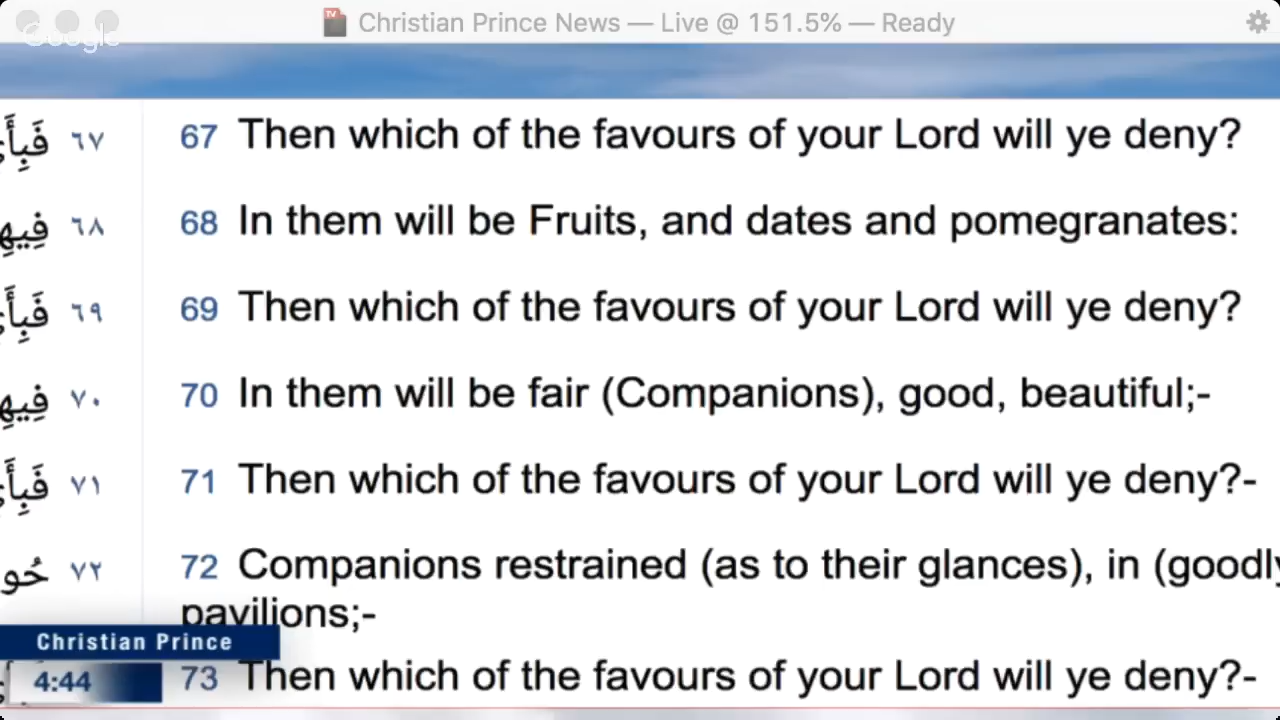 Christian Prince News — Live @ 151.5% — Ready
Google
٦٧ 67 Then which of the favours of your Lord will ye deny?
٦٨ 68 In them will be Fruits, and dates and pomegranates:
٦٩ 69 Then which of the favours of your Lord will ye deny?
٧٠ 70 In them will be fair (Companions), good, beautiful;-
٧١ 71 Then which of the favours of your Lord will ye deny?-
٧٢ 72 Companions restrained (as to their glances), in (goodly
pavilions;-
Christian Prince
4:44
73 Then which of the favours of your Lord will ye deny?-